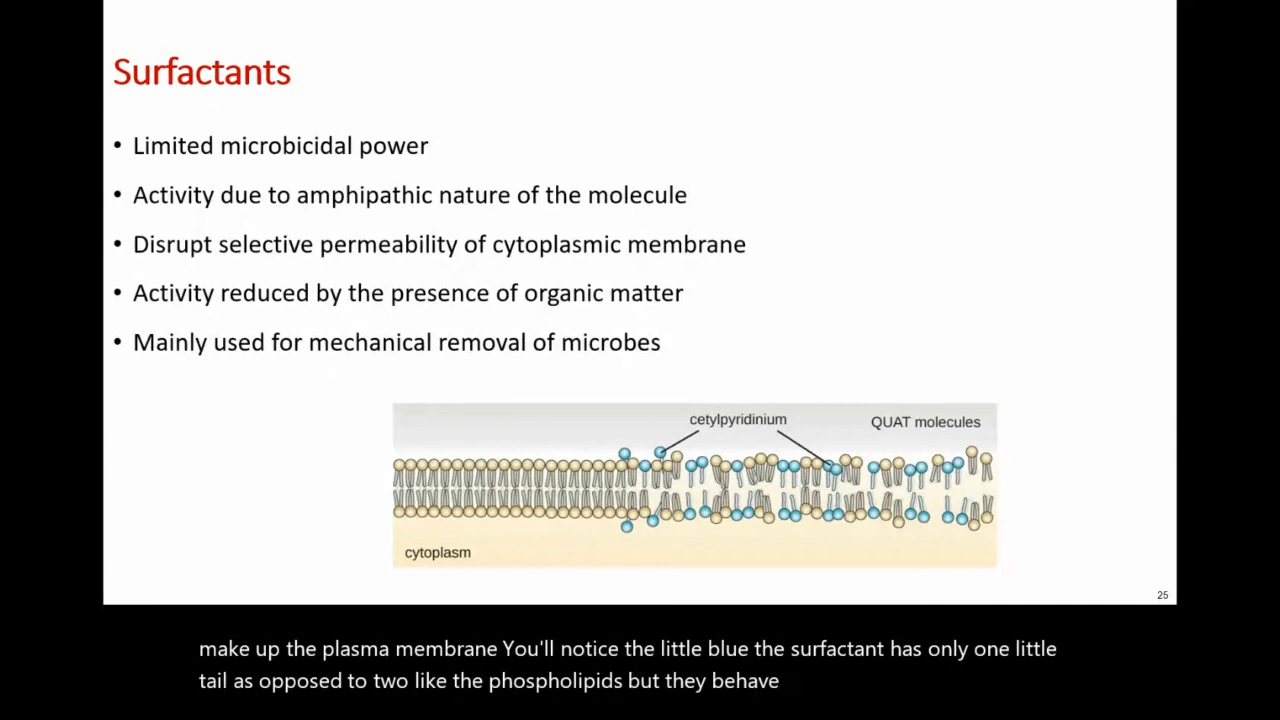 Surfactants
• Limited microbicidal power
• Activity due to amphipathic nature of the molecule
• Disrupt selective permeability of cytoplasmic membrane
• Activity reduced by the presence of organic matter
• Mainly used for mechanical removal of microbes
cetylpyridinium
QUAT molecules
cytoplasm
25
make up the plasma membrane You'll notice the little blue the surfactant has only one little
tail as opposed to two like the phospholipids but they behave